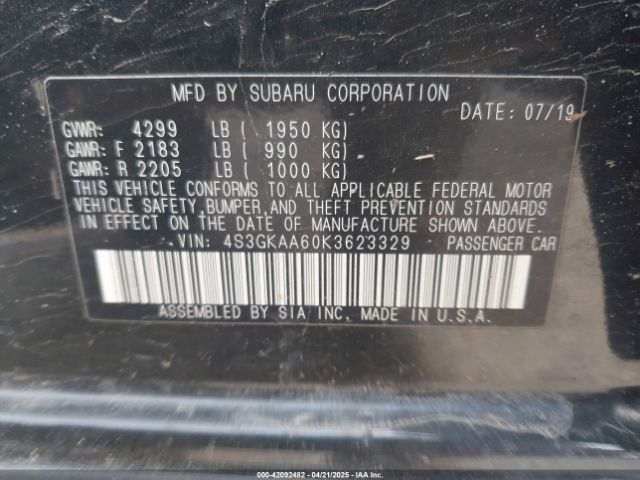 MFD BY SUBARU CORPORATION
DATE: 07/19
GVWR: 4299 LB ( 1950 KG)
GAWR: F 2183 LB ( 990 KG)
GAWR: R 2205 LB ( 1000 KG)
THIS VEHICLE CONFORMS TO ALL APPLICABLE FEDERAL MOTOR
VEHICLE SAFETY, BUMPER, AND THEFT PREVENTION STANDARDS
IN EFFECT ON THE DATE OF MANUFACTURE SHOWN ABOVE.
VIN: 4S3GKAA60K3623329 PASSENGER CAR
ASSEMBLED BY SIA INC. MADE IN U.S.A.
000-42092482 - 04/21/2025 - IAAI.COM